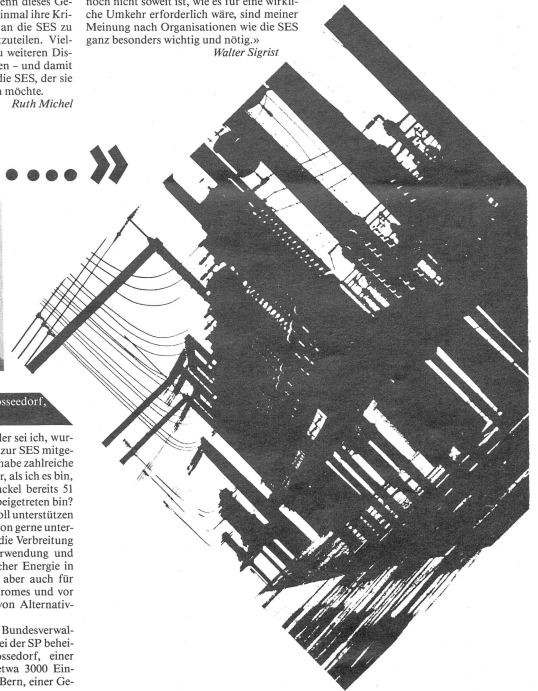 enn dieses Ge-
inmal ihre Kri-
an die SES zu
tzuteilen. Viel-
u weiteren Dis-
en – und damit
die SES, der sie
n möchte.
Ruth Michel
noch nicht soweit ist, wie es für eine wirkli-
che Umkehr erforderlich wäre, sind meiner
Meinung nach Organisationen wie die SES
ganz besonders wichtig und nötig.»
Walter Sigrist
.... »
osseedorf,
ler sei ich, wur-
zur SES mitge-
habe zahlreiche
r, als ich es bin,
ckel bereits 51
beigetreten bin?
oll unterstützen
on gerne unter-
die Verbreitung
rwendung und
cher Energie in
aber auch für
romes und vor
von Alternativ-
Bundesverwal-
ei der SP behei-
ssedorf, einer
etwa 3000 Ein-
Bern, einer Ge-